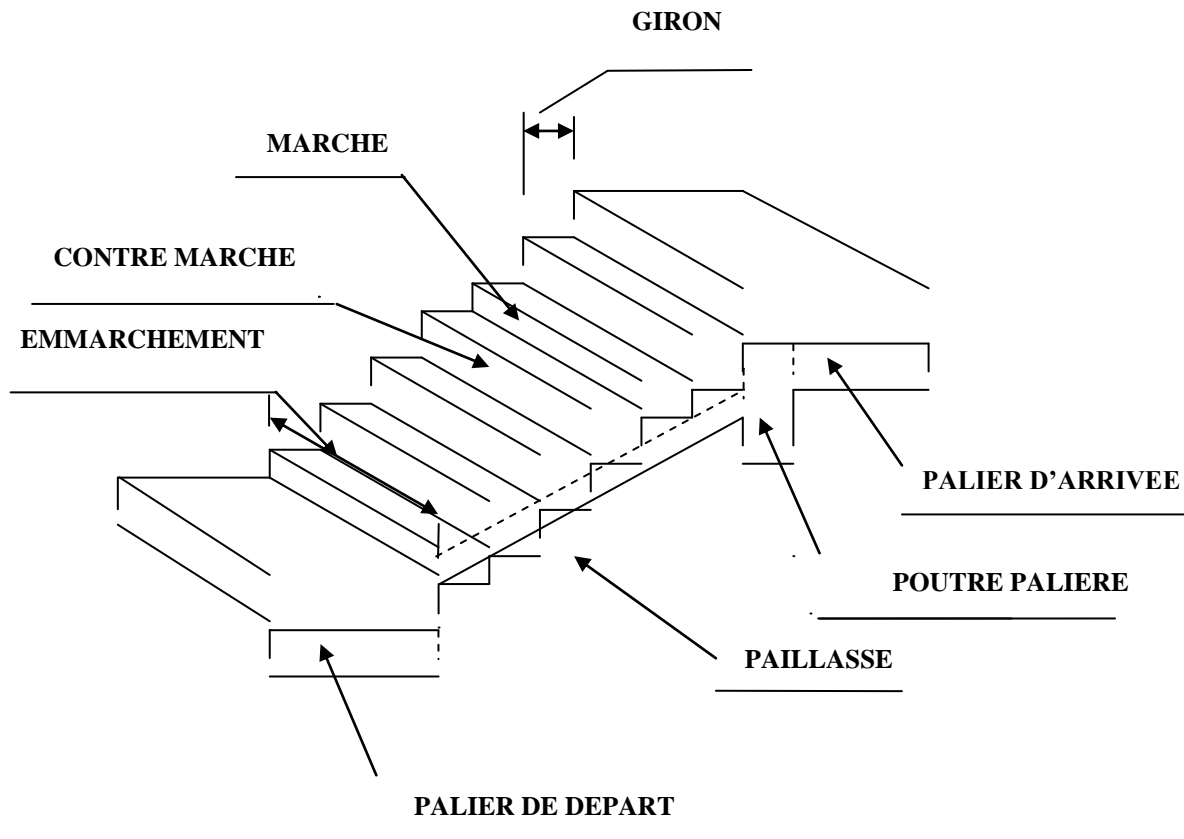 GIRON
MARCHE
CONTRE MARCHE
EMMARCHEMENT
PALIER D'ARRIVEE
POUTRE PALIERE
PAILLASSE
PALIER DE DEPART